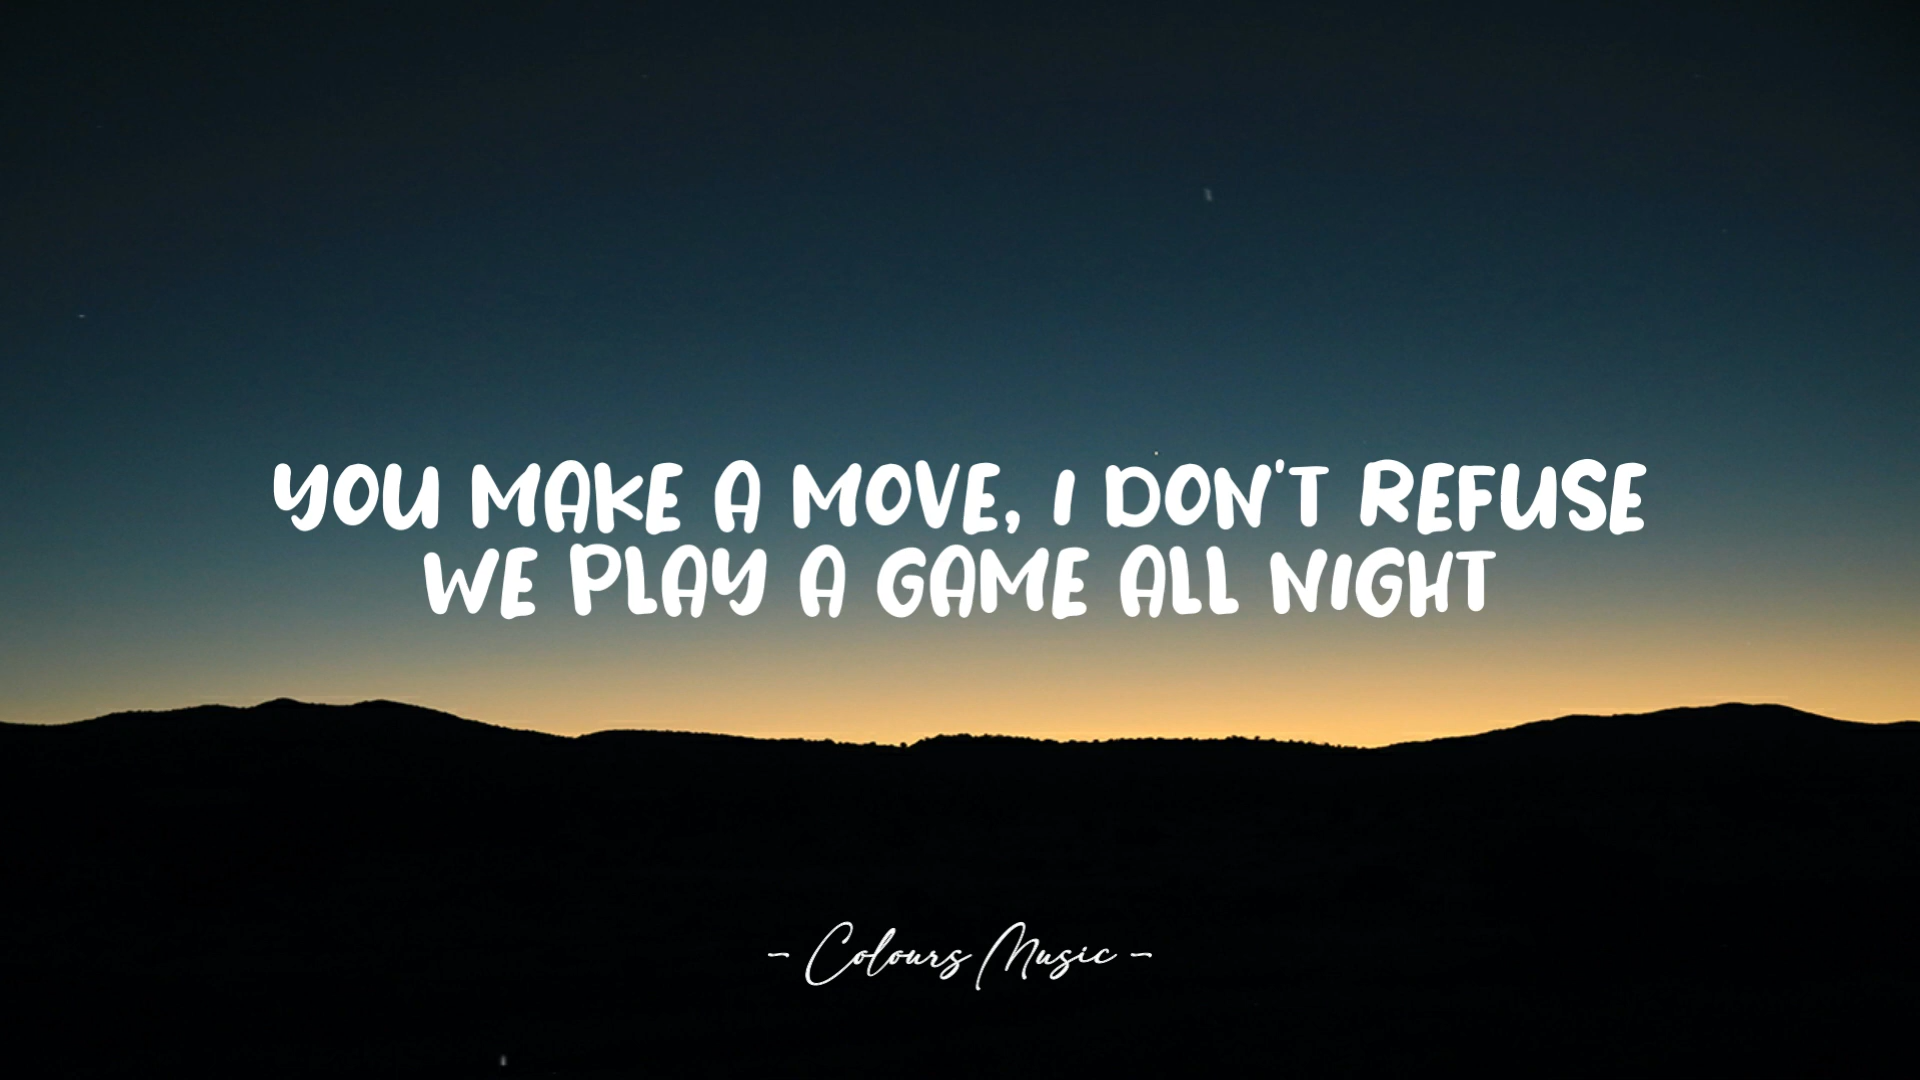 YOU MAKE A MOVE, I DON'T REFUSE
WE PLAY A GAME ALL NIGHT
- Colours Music -